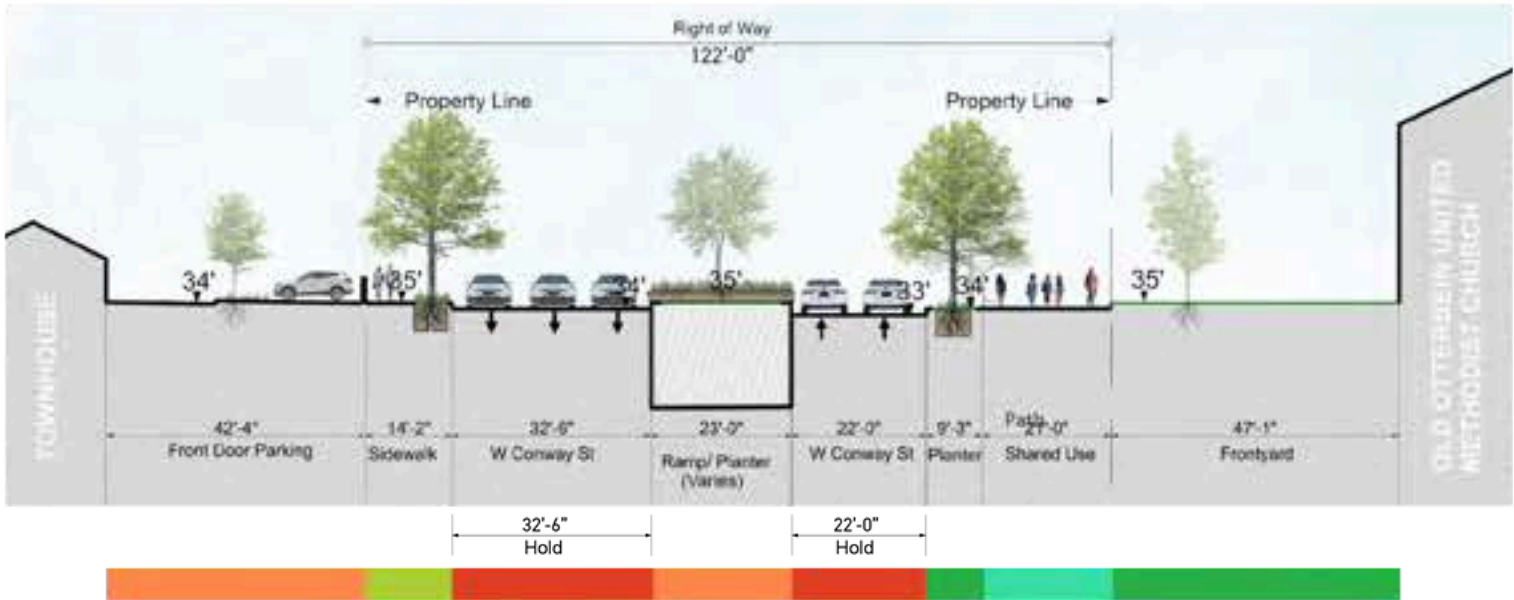 Right of Way
122'-0"
Property Line
Property Line
34'
35'
34'
35'
33'
34'
35'
TOWNHOUSE
OLD OTTERBEIN UNITED
METHODIST CHURCH
42'-4"
Front Door Parking
14'-2"
Sidewalk
32'-6"
W Conway St
23'-0"
Ramp/ Planter
(Varies)
22'-0"
W Conway St
9'-3"
Planter
Path
21'-0"
Shared Use
47'-1"
Frontyard
32'-6"
Hold
22'-0"
Hold